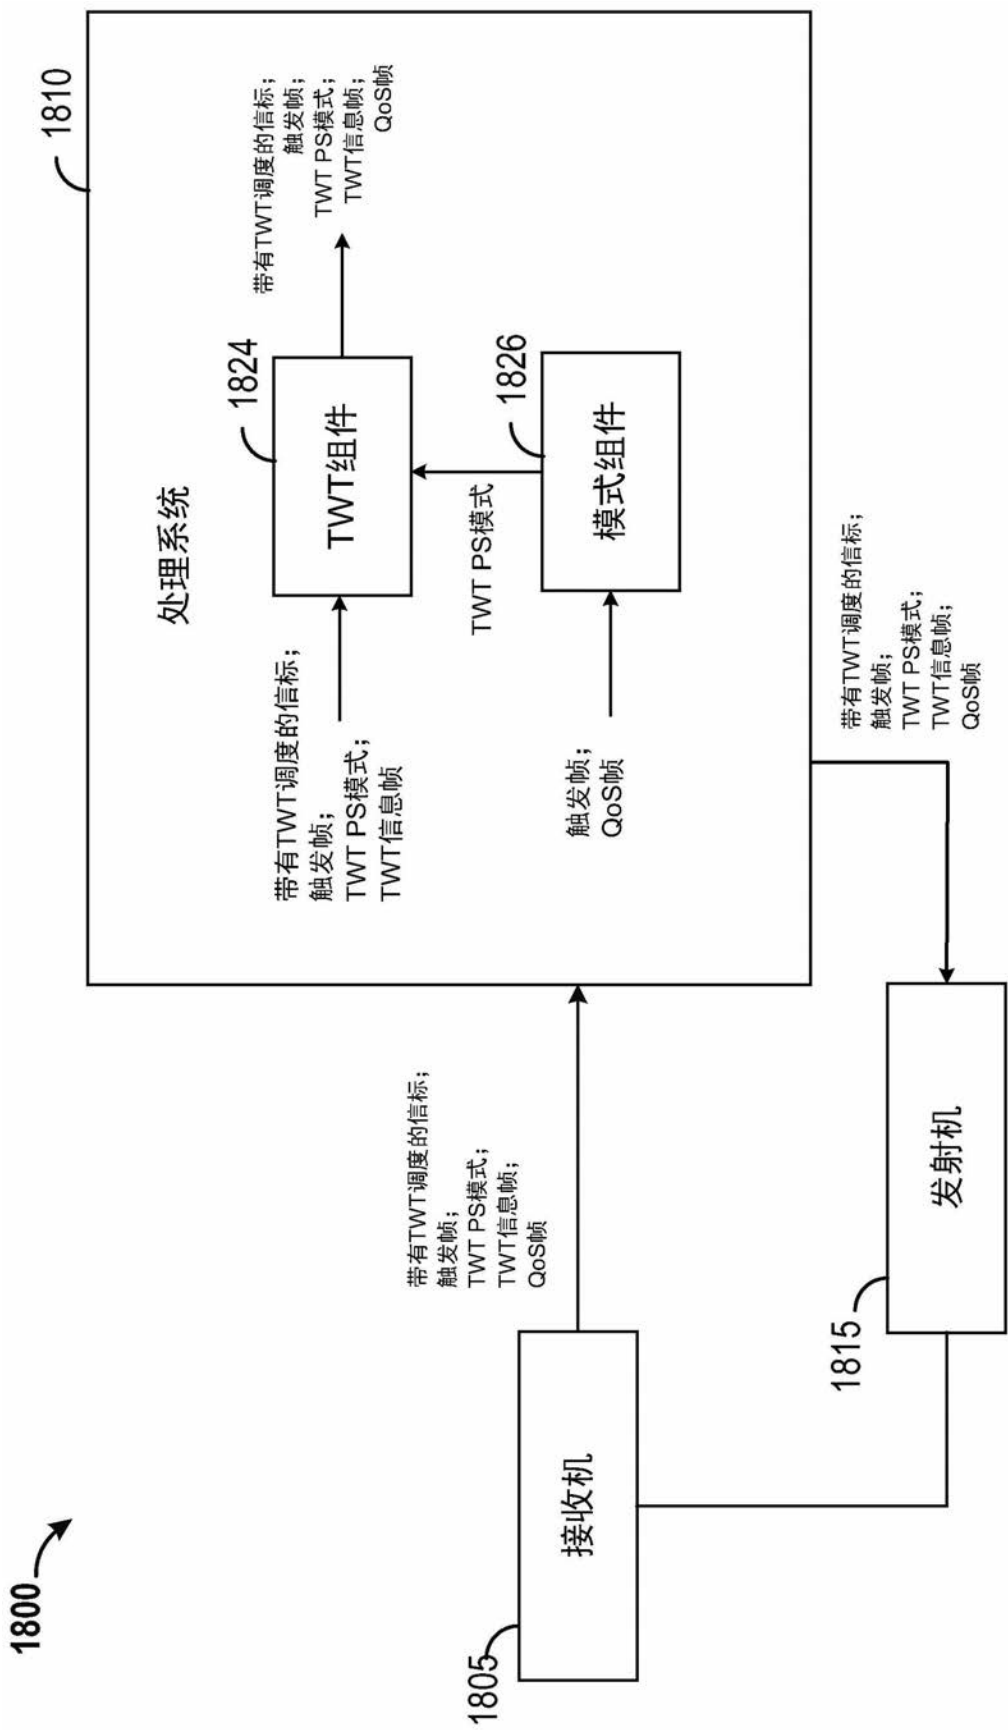 1800
1805
接收机
带有TWT调度的信标；
触发帧；
TWT PS模式；
TWT信息帧；
QoS帧
1810
处理系统
带有TWT调度的信标；
触发帧；
TWT PS模式；
TWT信息帧
1824
TWT组件
带有TWT调度的信标；
触发帧；
TWT PS模式；
TWT信息帧；
QoS帧
TWT PS模式
触发帧；
QoS帧
1826
模式组件
带有TWT调度的信标；
触发帧；
TWT PS模式；
TWT信息帧；
QoS帧
1815
发射机